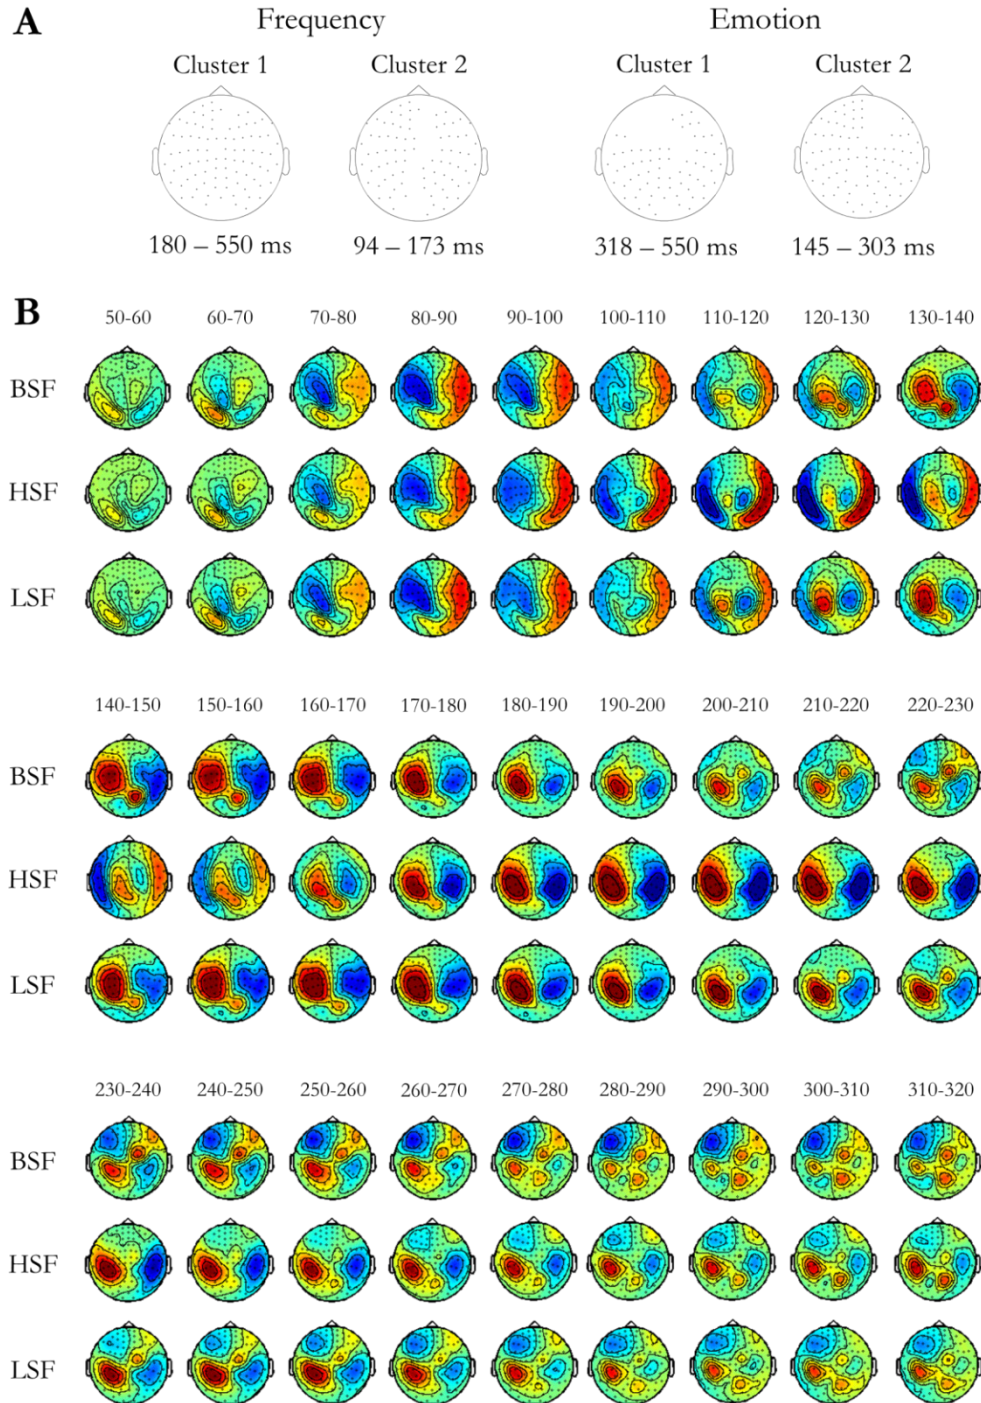 A
Frequency Emotion
Cluster 1 Cluster 2 Cluster 1 Cluster 2
180 – 550 ms 94 – 173 ms 318 – 550 ms 145 – 303 ms
B
50-60 60-70 70-80 80-90 90-100 100-110 110-120 120-130 130-140
BSF
HSF
LSF
140-150 150-160 160-170 170-180 180-190 190-200 200-210 210-220 220-230
BSF
HSF
LSF
230-240 240-250 250-260 260-270 270-280 280-290 290-300 300-310 310-320
BSF
HSF
LSF